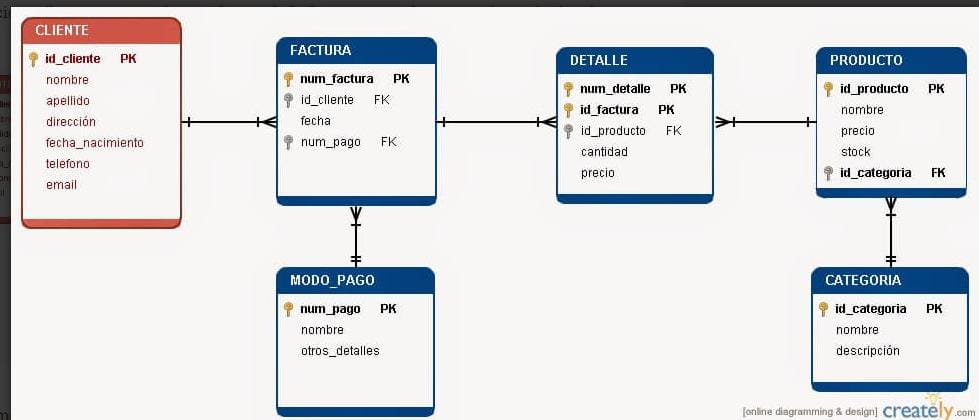 CLIENTE
id_cliente PK
nombre
apellido
dirección
fecha_nacimiento
telefono
email
FACTURA
num_factura PK
id_cliente FK
fecha
num_pago FK
DETALLE
num_detalle PK
id_factura PK
id_producto FK
cantidad
precio
PRODUCTO
id_producto PK
nombre
precio
stock
id_categoria FK
MODO_PAGO
num_pago PK
nombre
otros_detalles
CATEGORIA
id_categoria PK
nombre
descripción
[online diagramming & design] creately.com